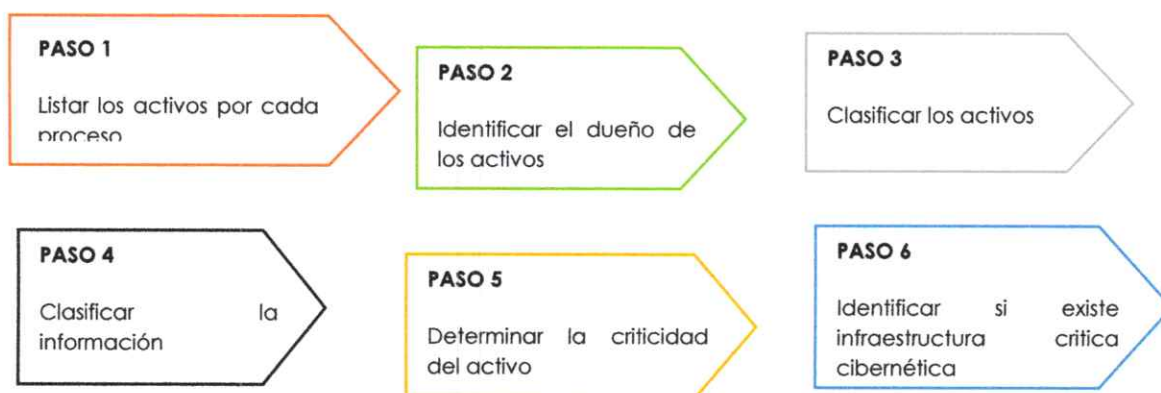 PASO 1
Listar los activos por cada
proceso
PASO 2
Identificar el dueño de
los activos
PASO 3
Clasificar los activos
PASO 4
Clasificar la
información
PASO 5
Determinar la criticidad
del activo
PASO 6
Identificar si existe
infraestructura critica
cibernética